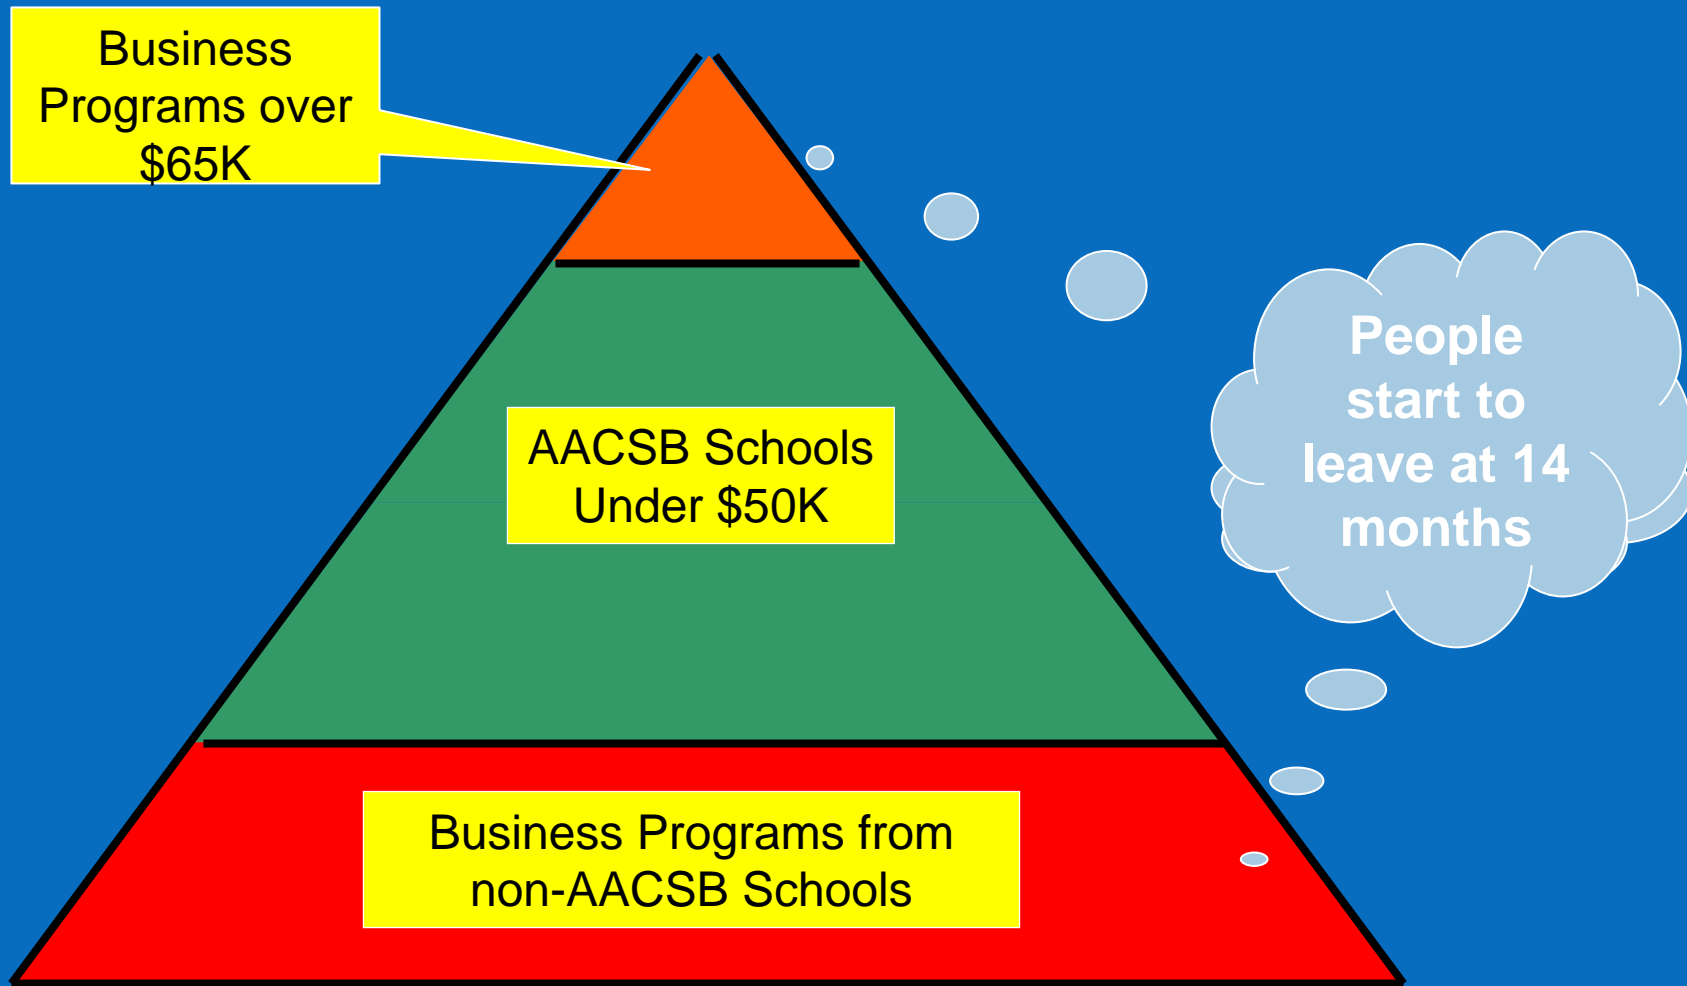 Business
Programs over
$65K
AACSB Schools
Under $50K
People
start to
leave at 14
months
Business Programs from
non-AACSB Schools